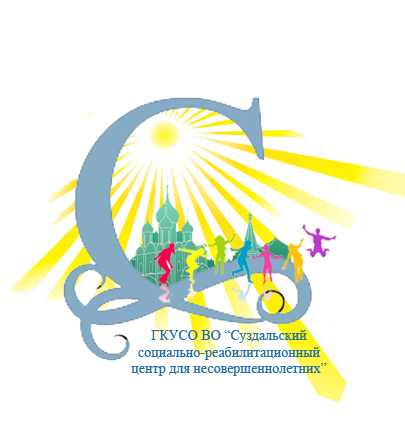 С
ГКУСО ВО “Суздальский
социально-реабилитационный
центр для несовершеннолетних”